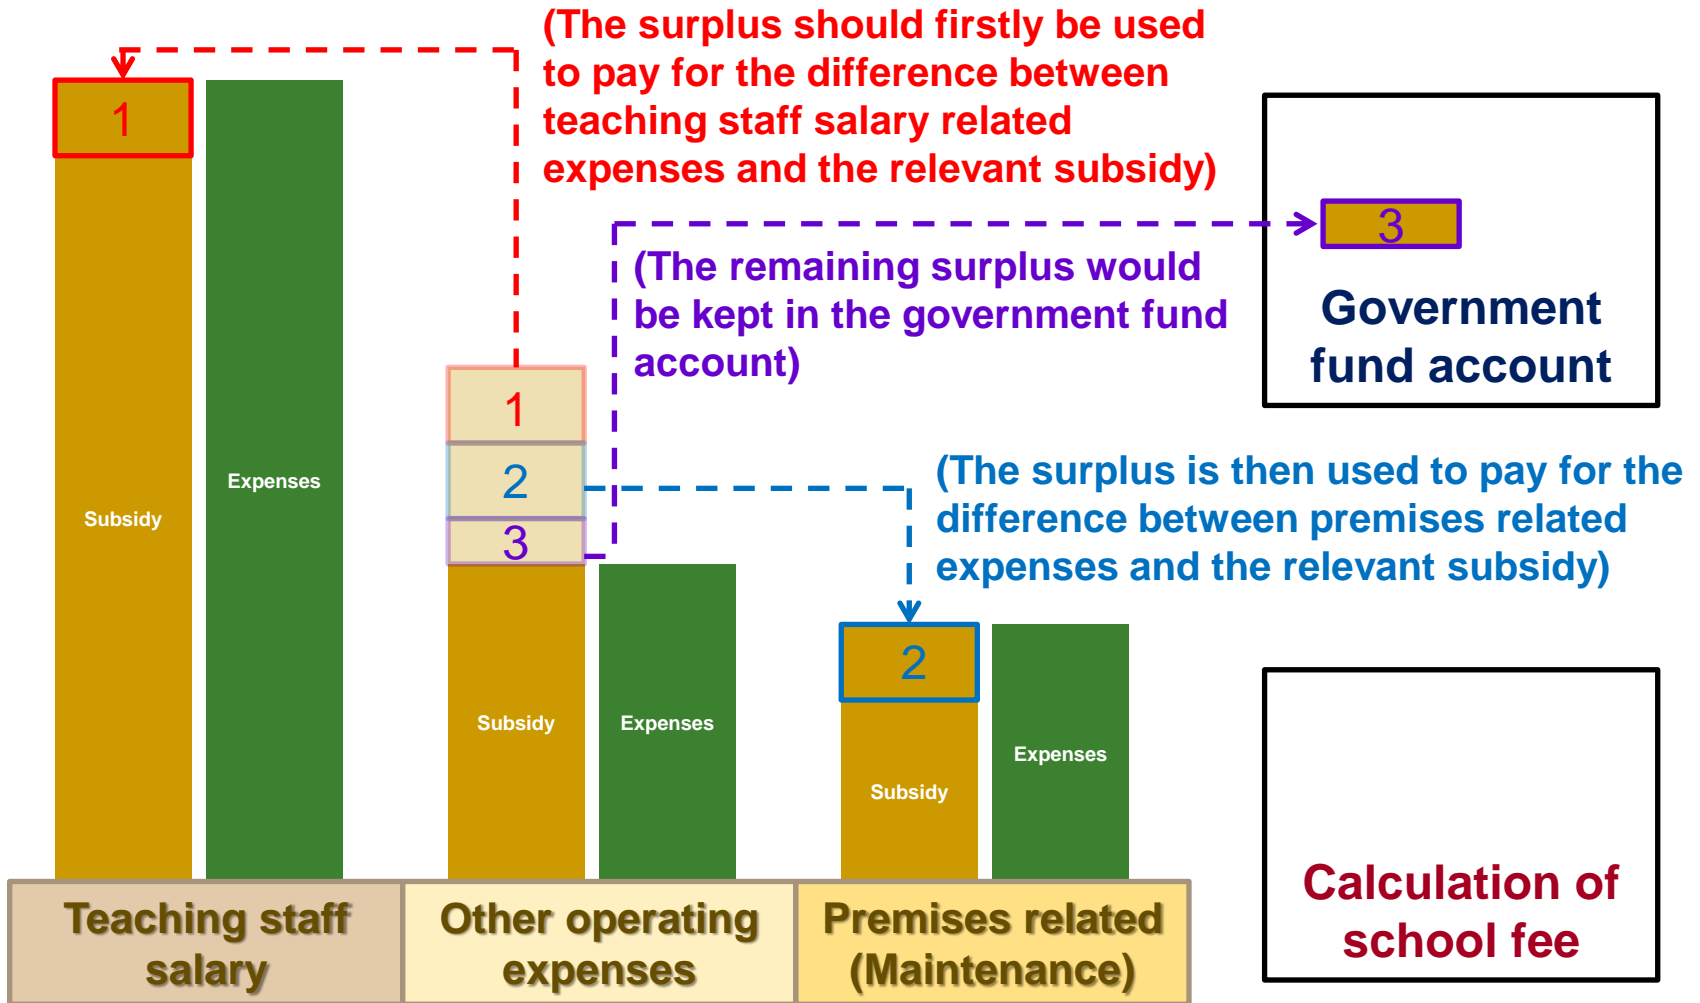 (The surplus should firstly be used
to pay for the difference between
teaching staff salary related
expenses and the relevant subsidy)
1
3
(The remaining surplus would
be kept in the government fund
account)
Government
fund account
1
2
3
(The surplus is then used to pay for the
difference between premises related
expenses and the relevant subsidy)
Subsidy
Expenses
2
Subsidy
Expenses
Subsidy
Expenses
Teaching staff
salary
Other operating
expenses
Premises related
(Maintenance)
Calculation of
school fee